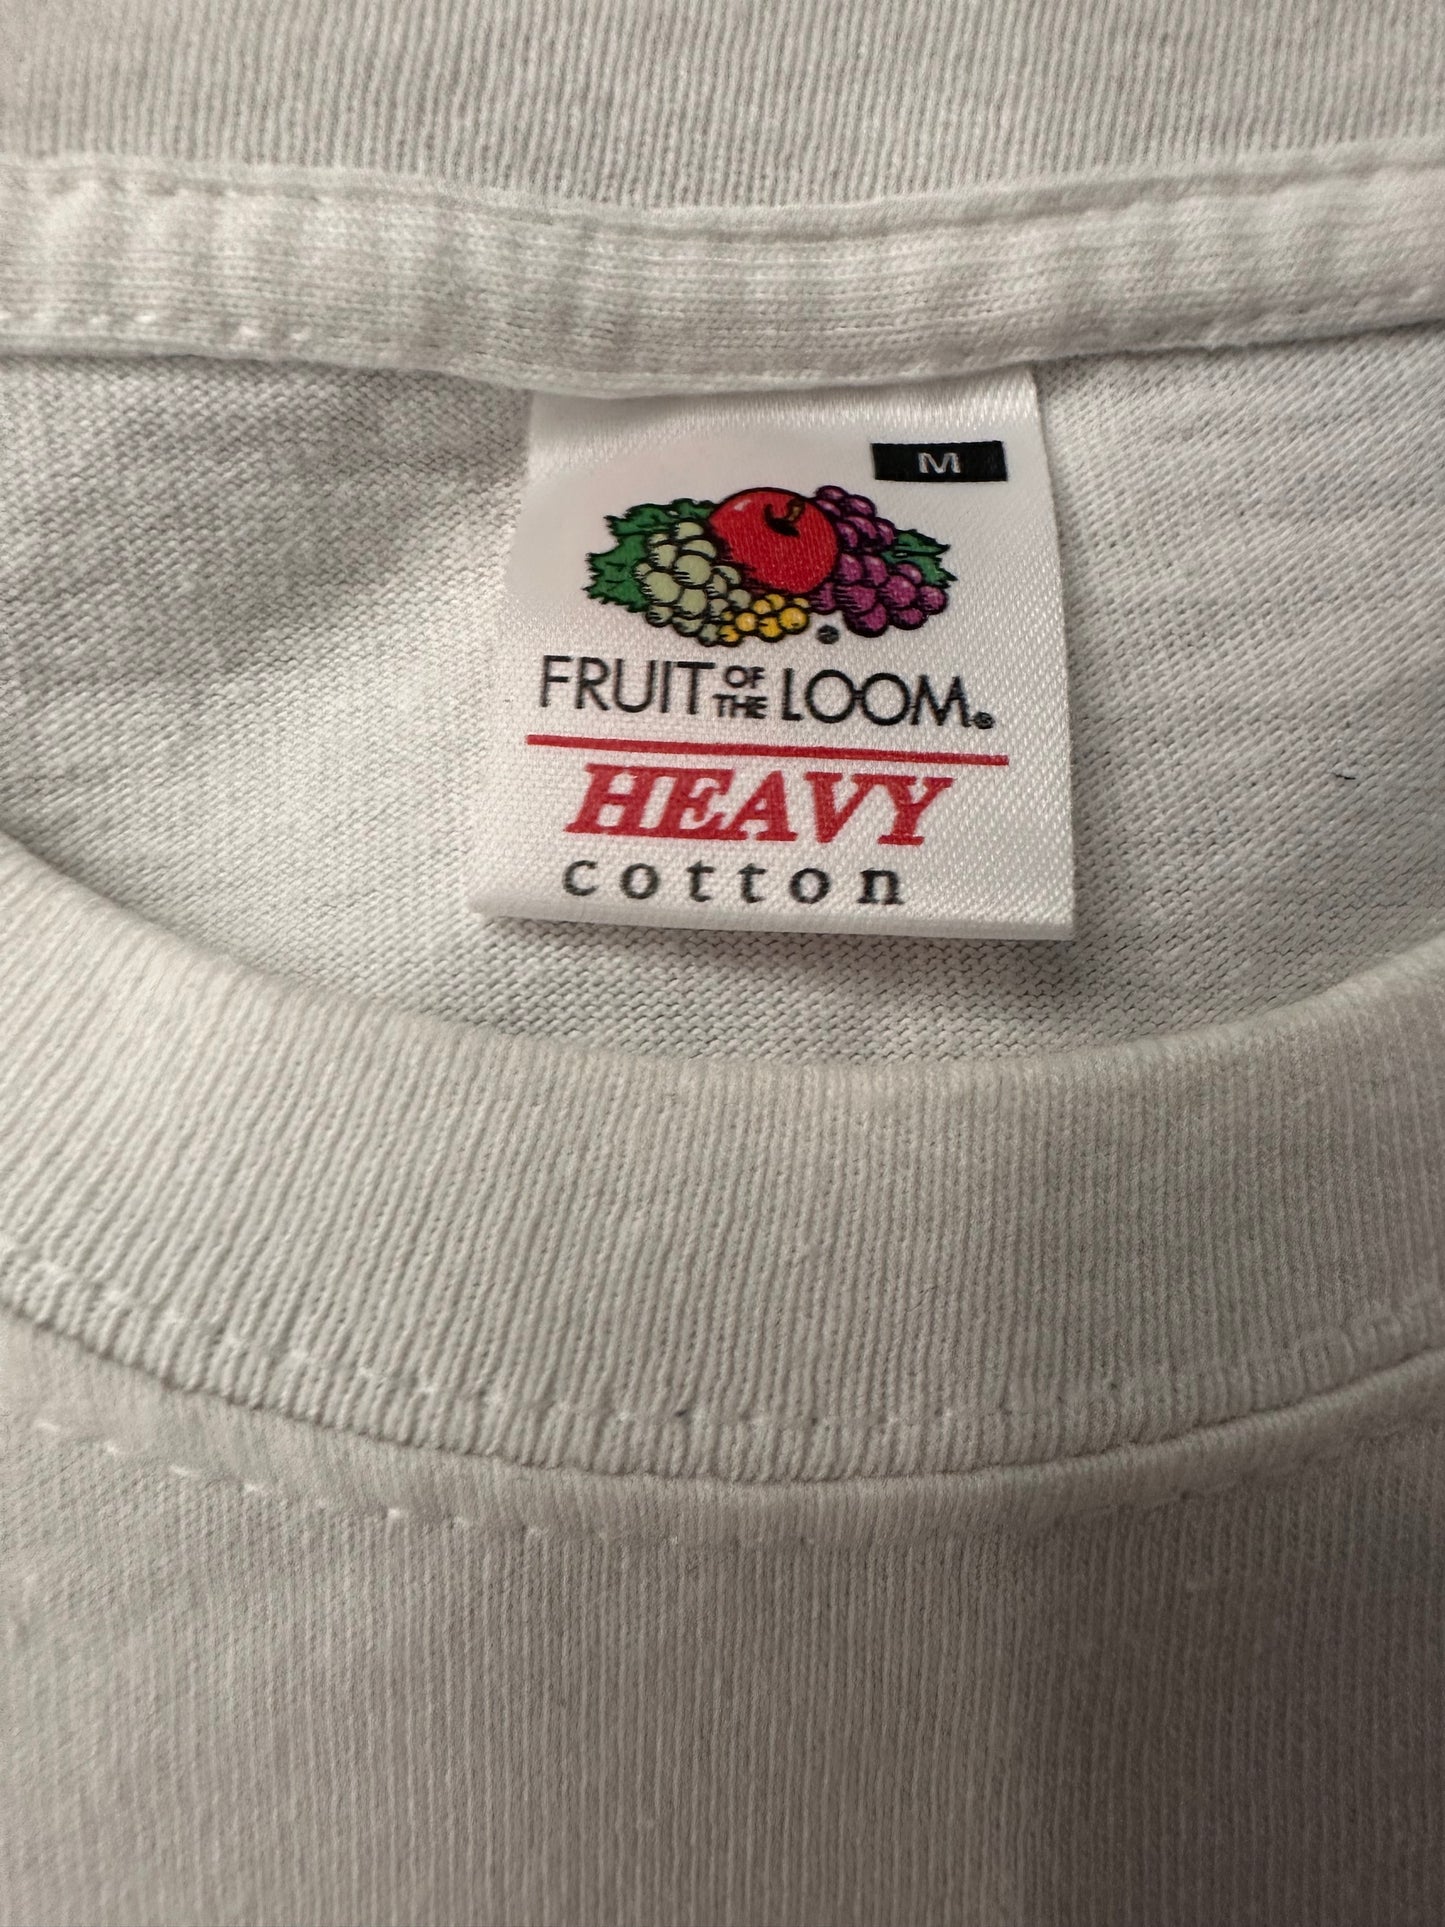 M
FRUIT OF THE LOOM®
HEAVY
cotton